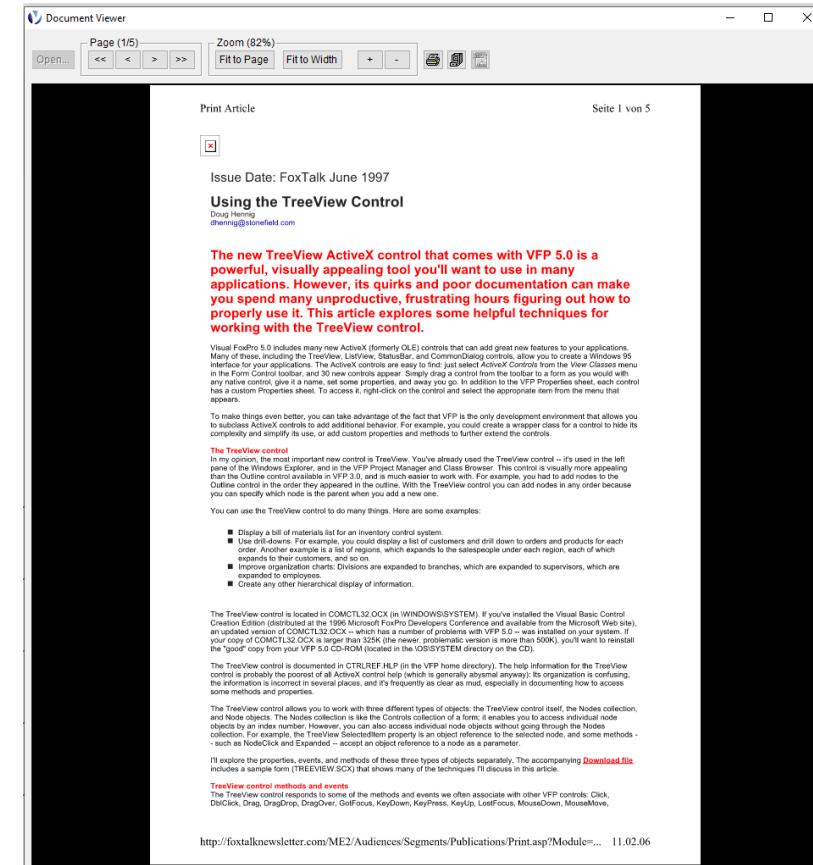 Document Viewer
Page (1/5)
Zoom (82%)
Open...
<<
<
>
>>
Fit to Page
Fit to Width
+
-
Print Article
Seite 1 von 5
Issue Date: FoxTalk June 1997
Using the TreeView Control
Doug Hennig
dhennig@stonefield.com
The new TreeView ActiveX control that comes with VFP 5.0 is a
powerful, visually appealing tool you'll want to use in many
applications. However, its quirks and poor documentation can make
you spend many unproductive, frustrating hours figuring out how to
properly use it. This article explores some helpful techniques for
working with the TreeView control.
Visual FoxPro 5.0 includes many new ActiveX (formerly OLE) controls that can add great new features to your applications.
Many of these, including the TreeView, ListView, StatusBar, and CommonDialog controls, allow you to create a Windows 95
interface for your applications. The ActiveX controls are easy to find: just select ActiveX Controls from the View Classes menu
in the Form Control toolbar, and 30 new controls appear. Simply drag a control from the toolbar to a form as you would with
any native control, give it a name, set some properties, and away you go. In addition to the VFP Properties sheet, each control
has a custom Properties sheet. To access it, right-click on the control and select the appropriate item from the menu that
appears.
To make things even better, you can take advantage of the fact that VFP is the only development environment that allows you
to subclass ActiveX controls to add additional behavior. For example, you could create a wrapper class for a control to hide its
complexity and simplify its use, or add custom properties and methods to further extend the controls.
The TreeView control
In my opinion, the most important new control is TreeView. You've already used the TreeView control -- it's used in the left
pane of the Windows Explorer, and in the VFP Project Manager and Class Browser. This control is visually more appealing
than the Outline control available in VFP 3.0, and is much easier to work with. For example, you had to add nodes to the
Outline control in the order they appeared in the outline. With the TreeView control you can add nodes in any order because
you can specify which node is the parent when you add a new one.
You can use the TreeView control to do many things. Here are some examples:
■ Display a bill of materials list for an inventory control system.
■ Use drill-downs. For example, you could display a list of customers and drill down to orders and products for each
order. Another example is a list of regions, which expands to the salespeople under each region, each of which
expands to their customers, and so on.
■ Improve organization charts: Divisions are expanded to branches, which are expanded to supervisors, which are
expanded to employees.
■ Create any other hierarchical display of information.
The TreeView control is located in COMCTL32.OCX (in \WINDOWS\SYSTEM). If you've installed the Visual Basic Control
Creation Edition (distributed at the 1996 Microsoft FoxPro Developers Conference and available from the Microsoft Web site),
an updated version of COMCTL32.OCX -- which has a number of problems with VFP 5.0 -- was installed on your system. If
your copy of COMCTL32.OCX is larger than 325K (the newer, problematic version is more than 500K), you'll want to reinstall
the "good" copy from your VFP 5.0 CD-ROM (located in the \OS\SYSTEM directory on the CD).
The TreeView control is documented in CTRLREF.HLP (in the VFP home directory). The help information for the TreeView
control is probably the poorest of all ActiveX control help (which is generally abysmal anyway): Its organization is confusing,
the information is incorrect in several places, and it's frequently as clear as mud, especially in documenting how to access
some methods and properties.
The TreeView control allows you to work with three different types of objects: the TreeView control itself, the Nodes collection,
and Node objects. The Nodes collection is like the Controls collection of a form; it enables you to access individual node
objects by an index number. However, you can also access individual node objects without going through the Nodes
collection. For example, the TreeView SelectedItem property is an object reference to the selected node, and some methods -
- such as NodeClick and Expanded -- accept an object reference to a node as a parameter.
I'll explore the properties, events, and methods of these three types of objects separately. The accompanying Download file
includes a sample form (TREEVIEW.SCX) that shows many of the techniques I'll discuss in this article.
TreeView control methods and events
The TreeView control responds to some of the methods and events we often associate with other VFP controls: Click,
DblClick, Drag, DragDrop, DragOver, GotFocus, KeyDown, KeyPress, KeyUp, LostFocus, MouseDown, MouseMove,
http://foxtalknewsletter.com/ME2/Audiences/Segments/Publications/Print.asp?Module=... 11.02.06